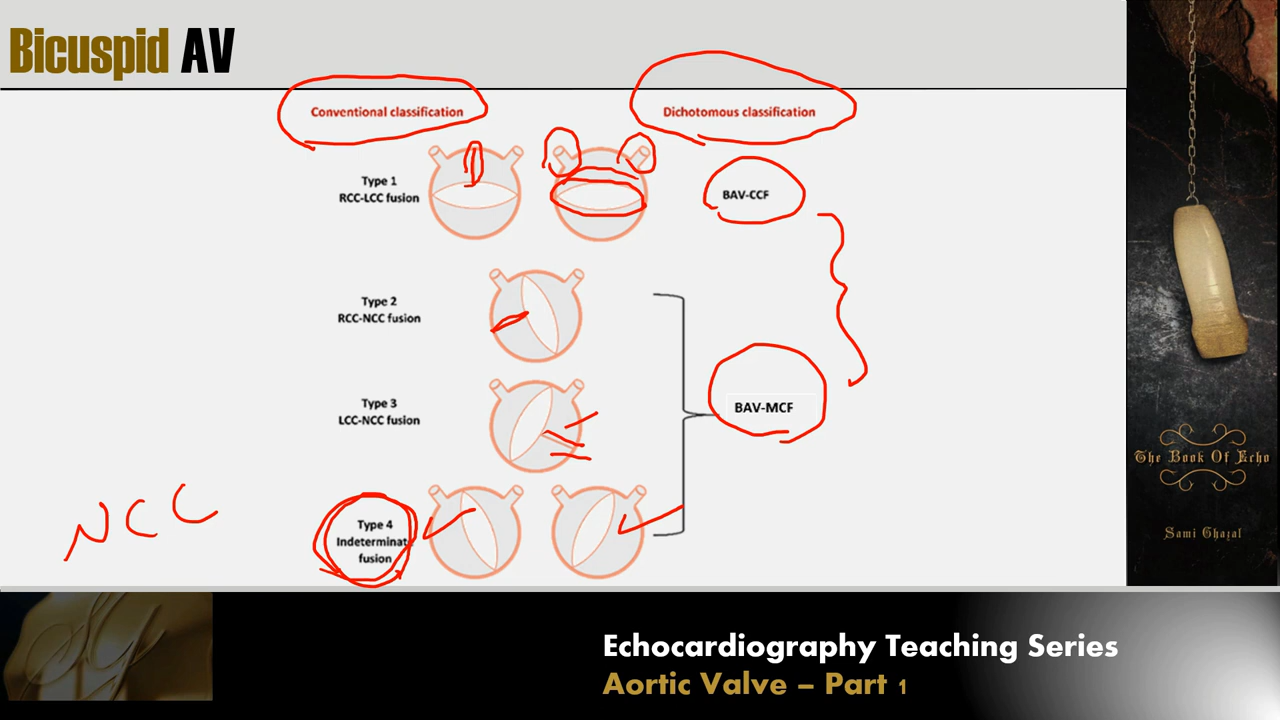 Bicuspid AV
Conventional classification
Dichotomous classification
Type 1
RCC-LCC fusion
BAV-CCF
Type 2
RCC-NCC fusion
Type 3
LCC-NCC fusion
BAV-MCF
NCC
Type 4
Indeterminat
fusion
The Book Of Echo
Sami Ghazal
Echocardiography Teaching Series
Aortic Valve – Part 1